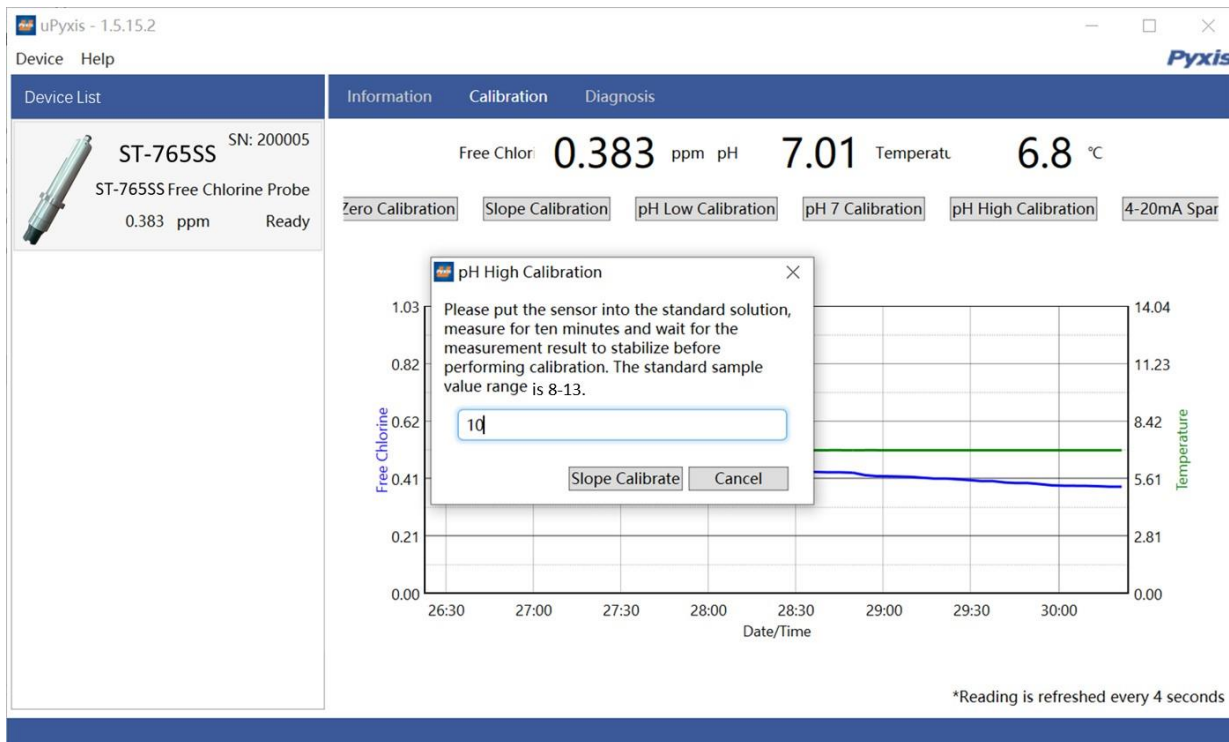 uPyxis - 1.5.15.2
Device Help
Pyxis
Device List
Information Calibration Diagnosis
SN: 200005
ST-765SS
ST-765SS Free Chlorine Probe
0.383 ppm Ready
Free Chlor 0.383 ppm pH 7.01 Temperatu 6.8 ℃
Zero Calibration Slope Calibration pH Low Calibration pH 7 Calibration pH High Calibration 4-20mA Span
pH High Calibration
Please put the sensor into the standard solution,
measure for ten minutes and wait for the
measurement result to stabilize before
performing calibration. The standard sample
value range is 8-13.
10
Slope Calibrate Cancel
Free Chlorine
1.03
0.82
0.62
0.41
0.21
0.00
14.04
11.23
8.42
5.61
2.81
0.00
Temperature
26:30 27:00 27:30 28:00 28:30 29:00 29:30 30:00
Date/Time
*Reading is refreshed every 4 seconds